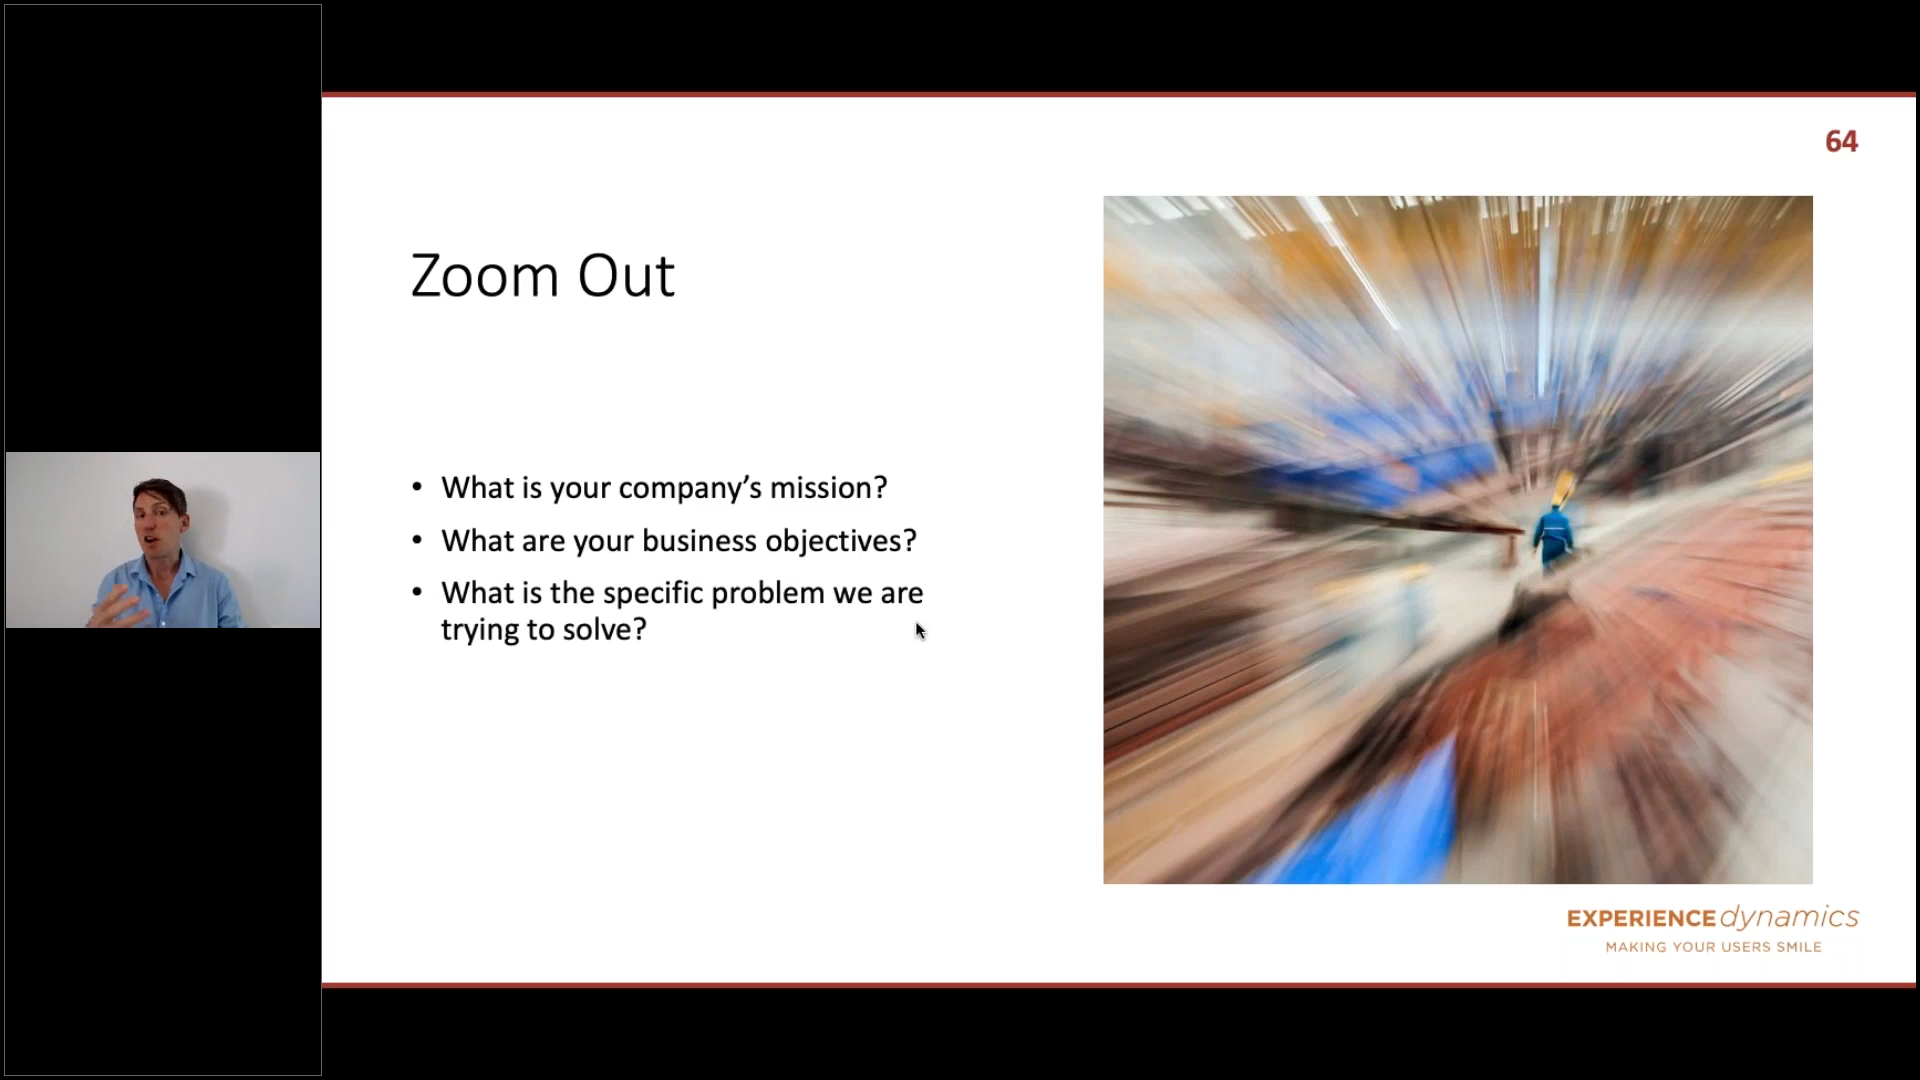 64
Zoom Out
• What is your company’s mission?
• What are your business objectives?
• What is the specific problem we are
trying to solve?
EXPERIENCE dynamics
MAKING YOUR USERS SMILE